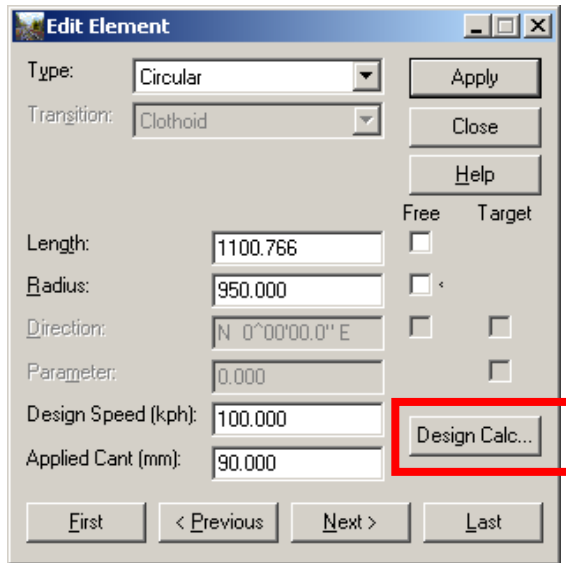 Edit Element
Type: Circular Apply
Transition: Clothoid Close
Help
Free Target
Length: 1100.766
Radius: 950.000 <
Direction: N 0^00'00.0" E
Parameter: 0.000
Design Speed (kph): 100.000 Design Calc...
Applied Cant (mm): 90.000
First < Previous Next > Last